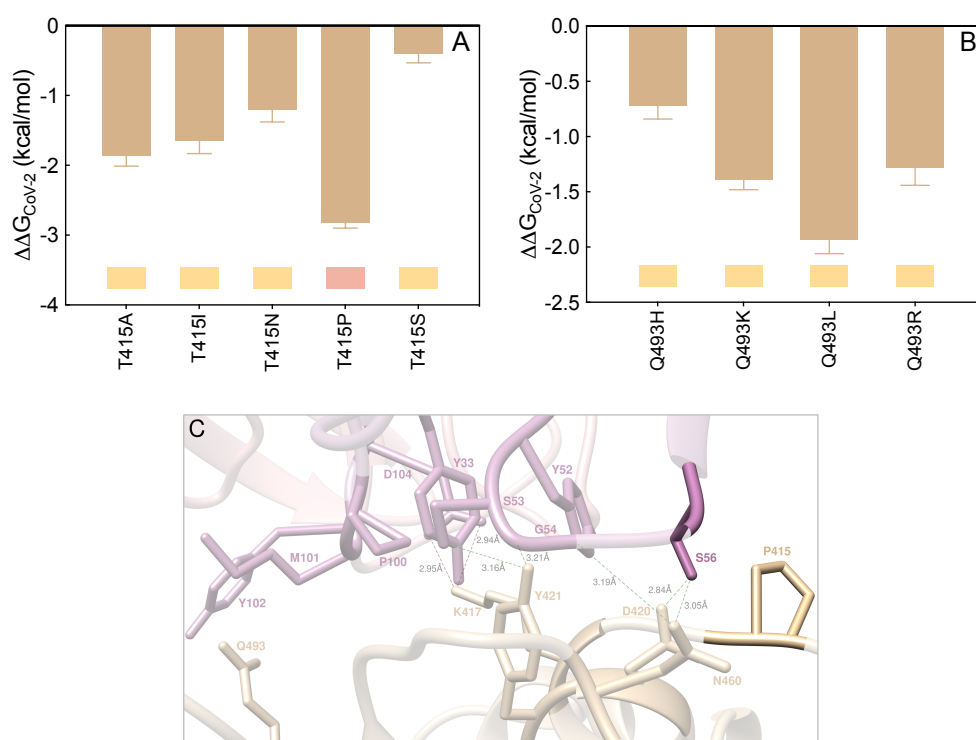 A
ΔΔG_CoV-2 (kcal/mol)
0
-1
-2
-3
-4
T415A
T415I
T415N
T415P
T415S
B
ΔΔG_CoV-2 (kcal/mol)
0.0
-0.5
-1.0
-1.5
-2.0
-2.5
Q493H
Q493K
Q493L
Q493R
C
D104
Y33
Y52
S53
G54
2.94Å
3.21Å
M101
P100
2.95Å
3.16Å
3.19Å
S56
P415
Y102
K417
Y421
2.84Å
3.05Å
D420
Q493
N460